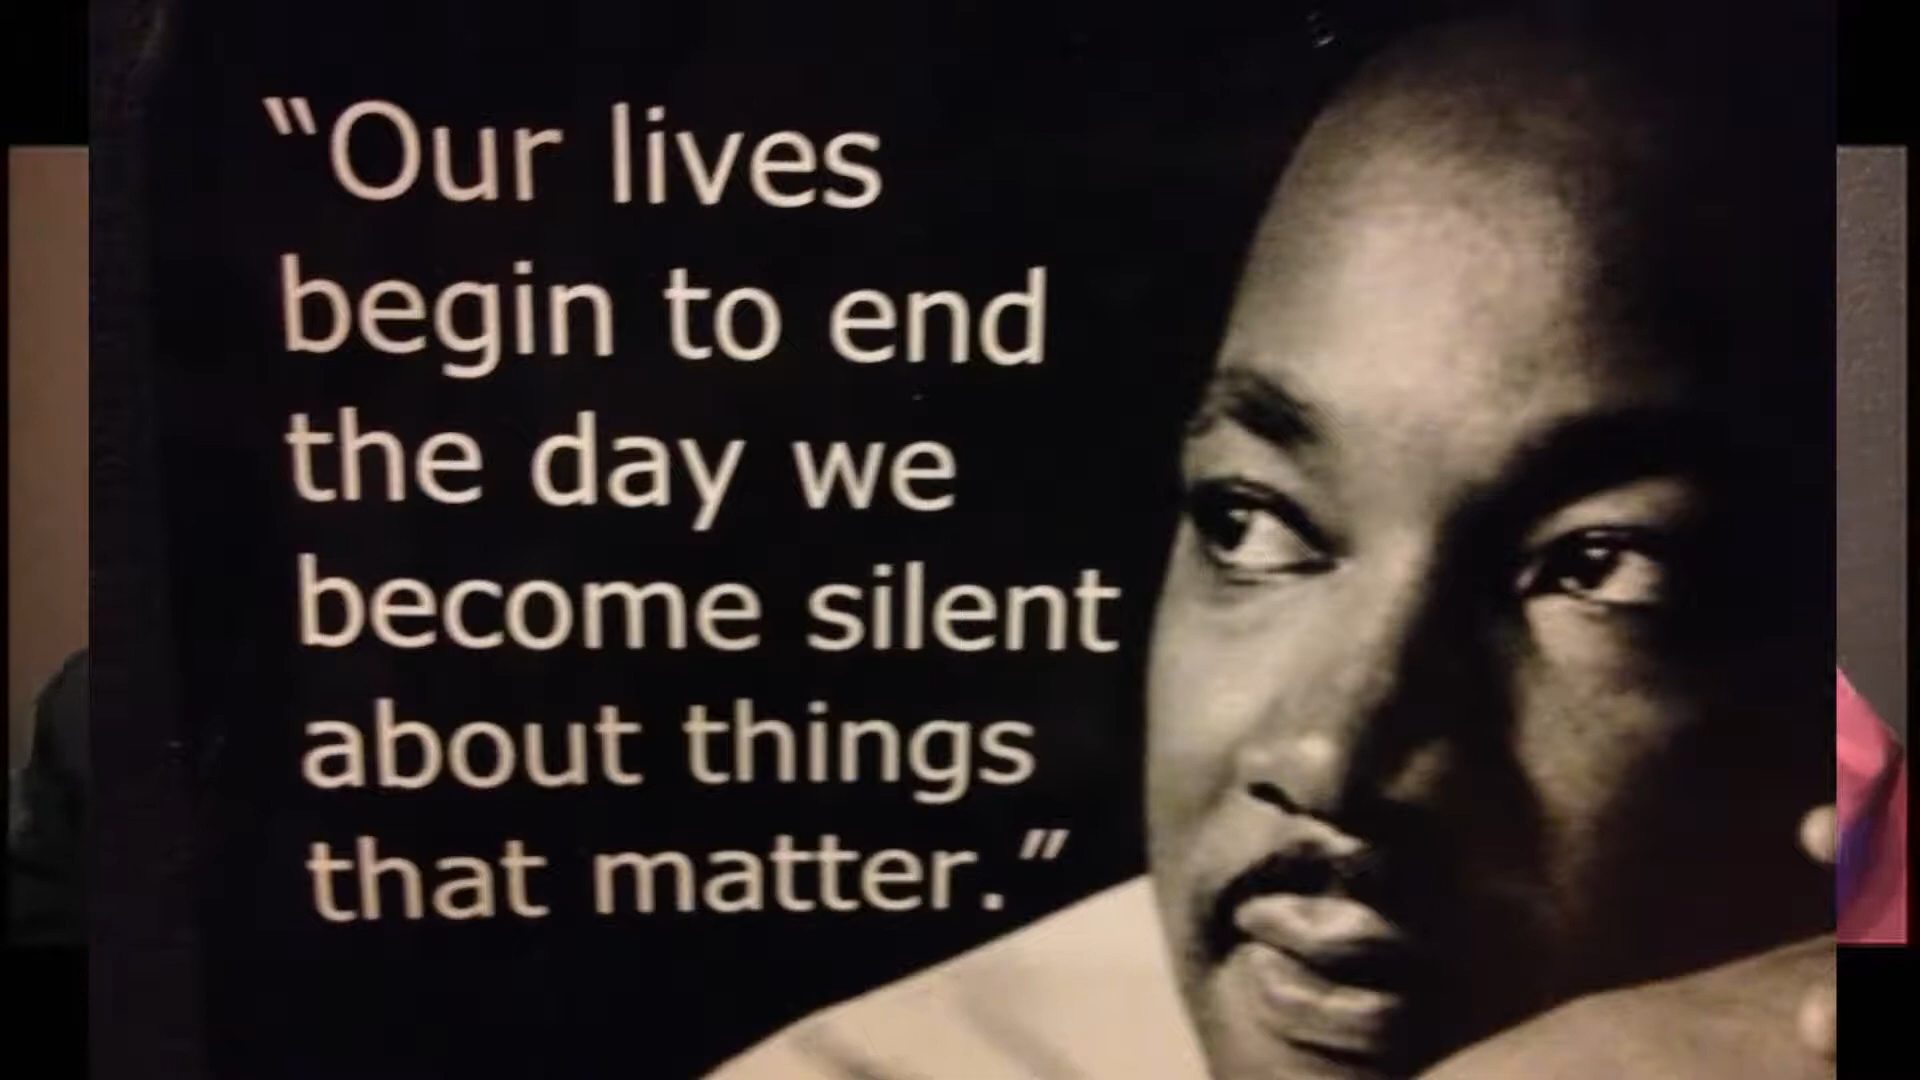 “Our lives
begin to end
the day we
become silent
about things
that matter.”